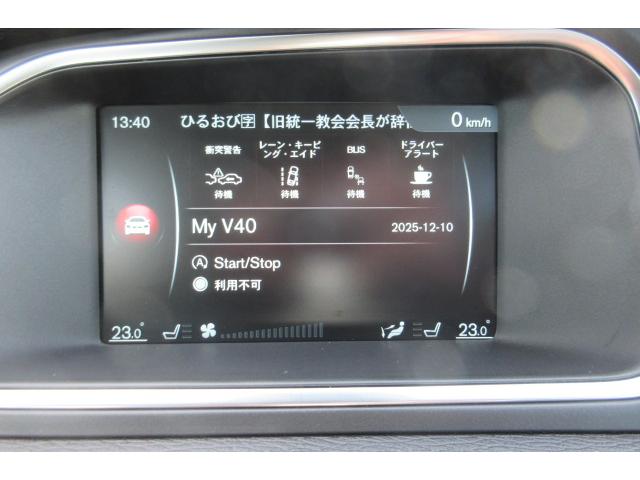 13:40 ひるおび🈑【旧統一教会会長が辞 0 km/h
衝突警告 レーン・キーピ BLIS ドライバー
ング・エイド アラート
待機 待機 待機 待機
My V40 2025-12-10
Start/Stop
利用不可
23.0° 23.0°